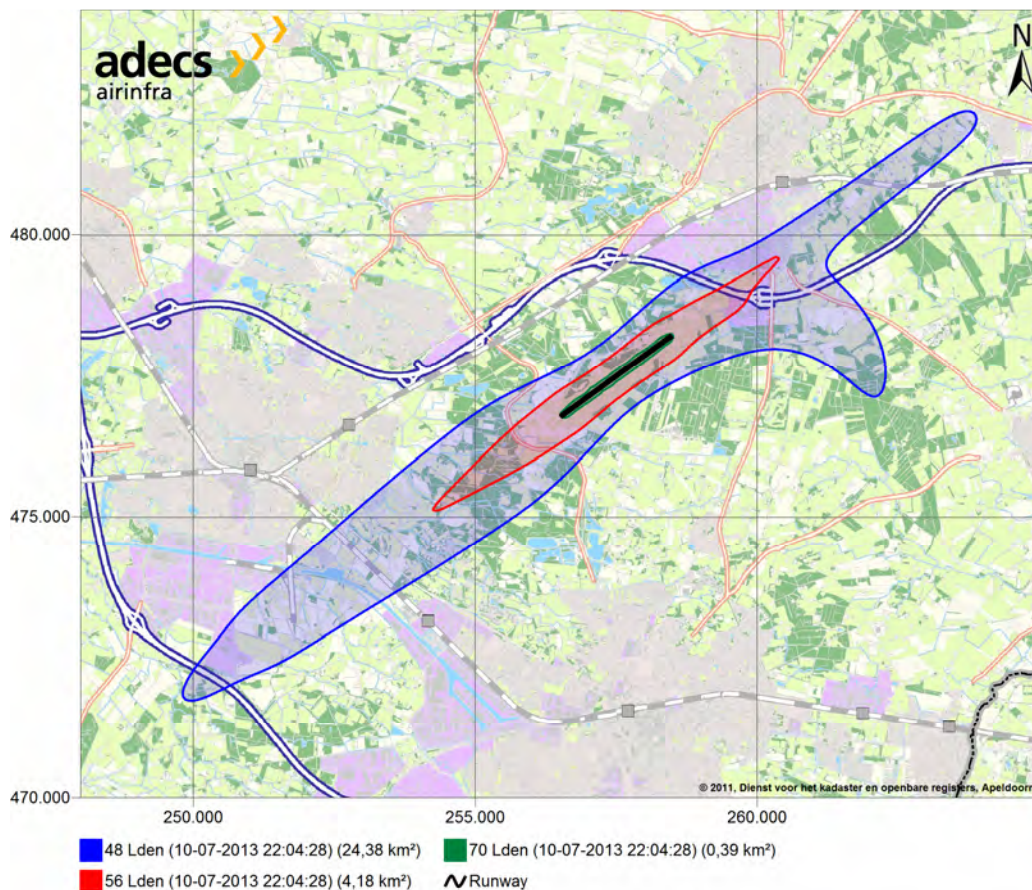 adecs
airinfra
N
480.000
475.000
470.000
© 2011, Dienst voor het kadaster en openbare registers, Apeldoorn
250.000 255.000 260.000
48 Lden (10-07-2013 22:04:28) (24,38 km²) 70 Lden (10-07-2013 22:04:28) (0,39 km²)
56 Lden (10-07-2013 22:04:28) (4,18 km²) Runway